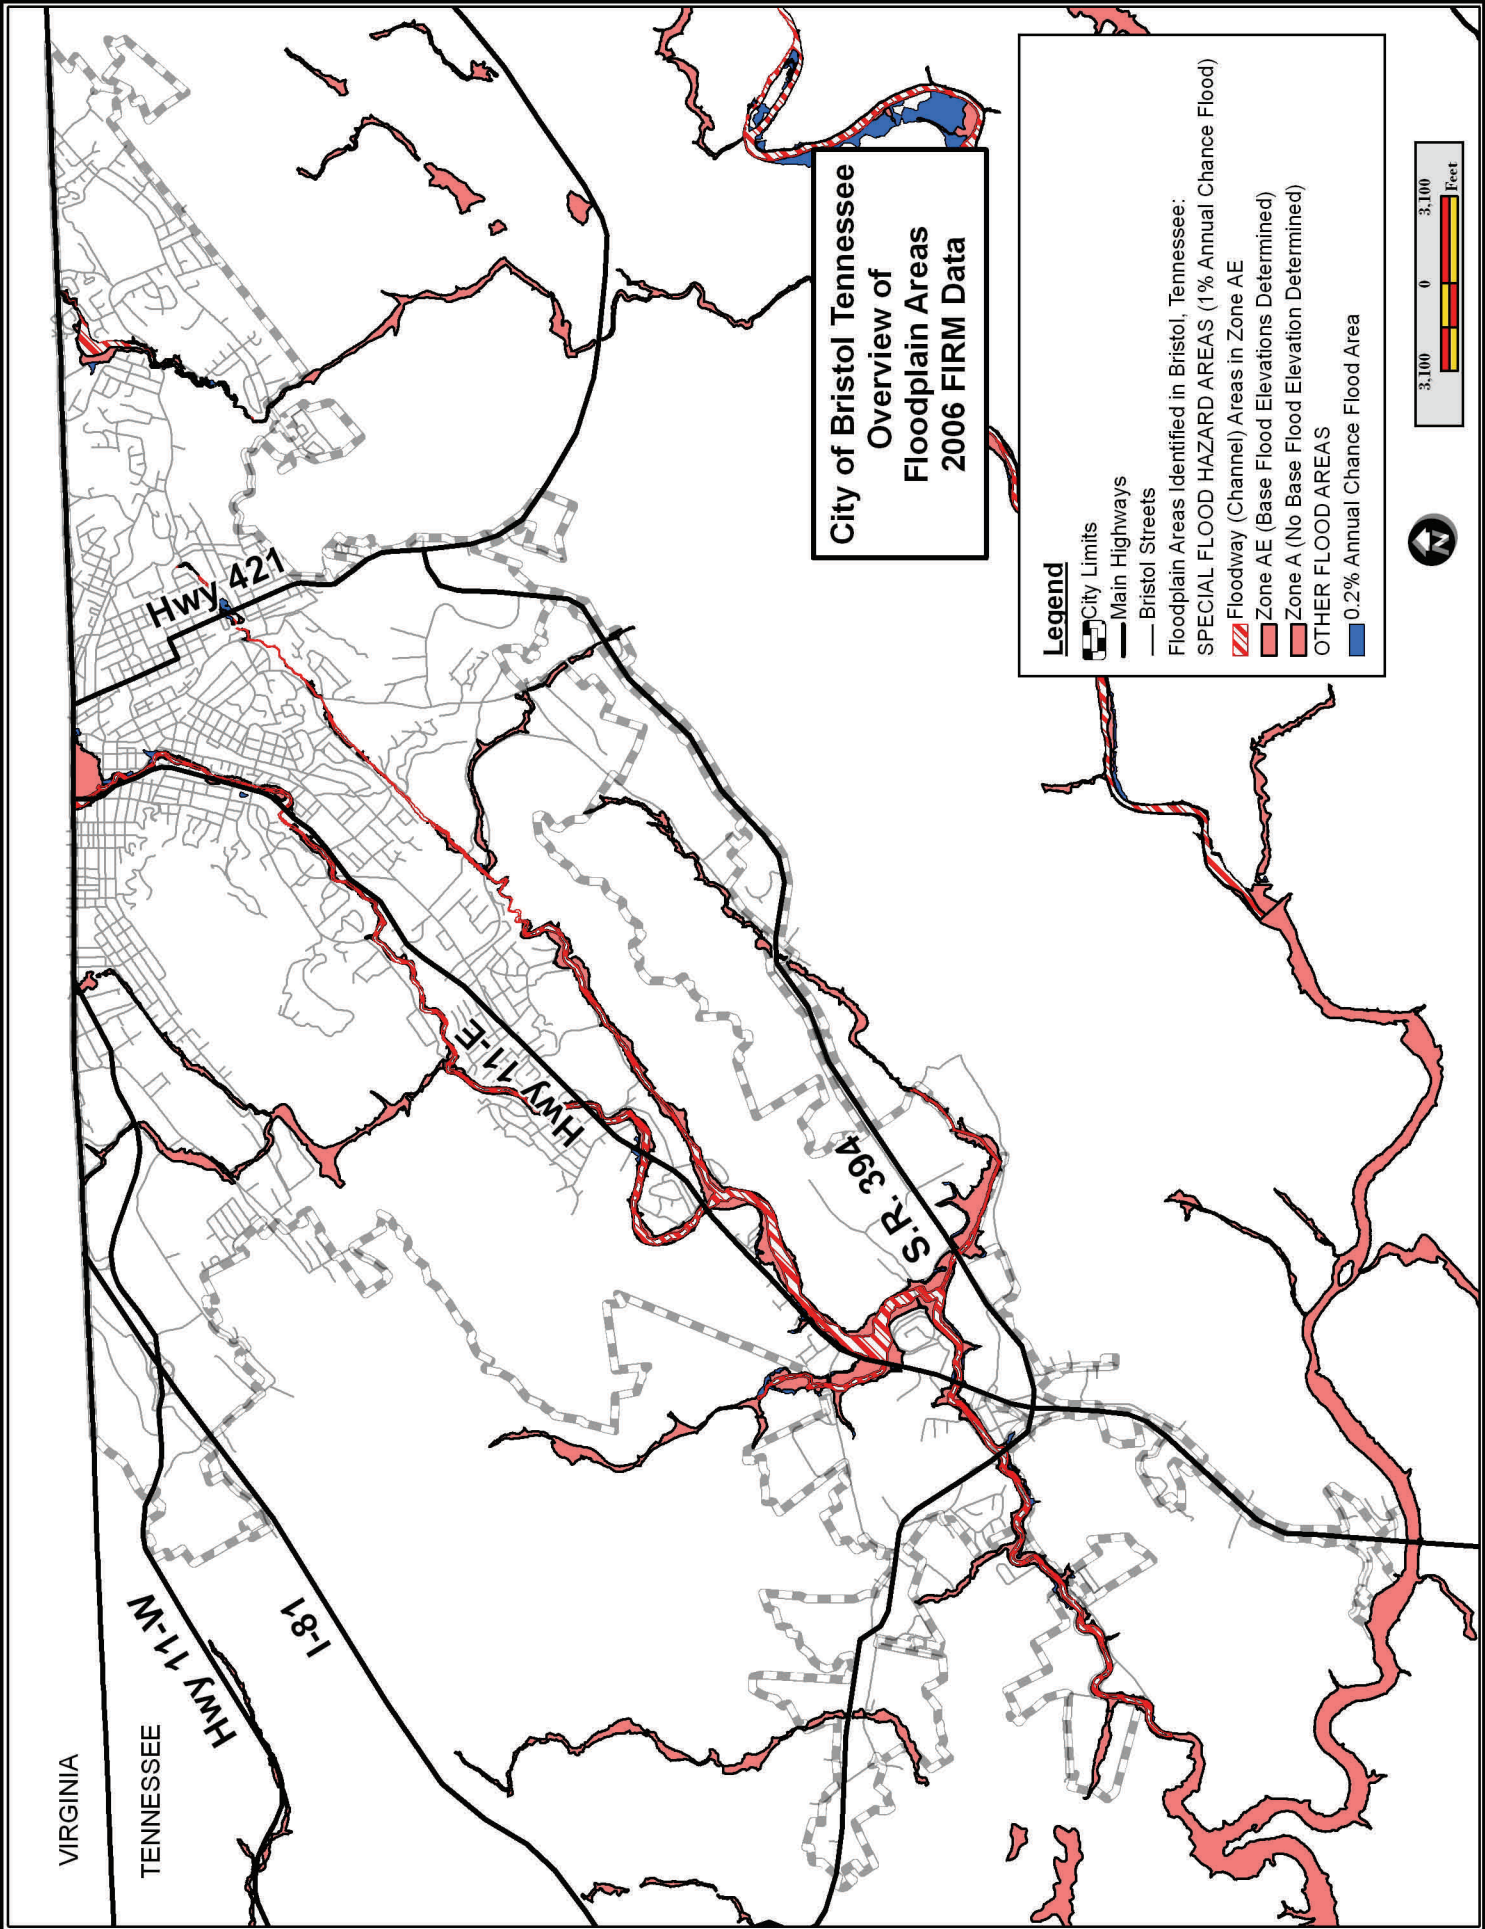 VIRGINIA
TENNESSEE
Hwy 11-W
I-81
Hwy 11-E
Hwy 421
S.R. 394
City of Bristol Tennessee
Overview of
Floodplain Areas
2006 FIRM Data
Legend
City Limits
Main Highways
Bristol Streets
Floodplain Areas Identified in Bristol, Tennessee:
SPECIAL FLOOD HAZARD AREAS (1% Annual Chance Flood)
Floodway (Channel) Areas in Zone AE
Zone AE (Base Flood Elevations Determined)
Zone A (No Base Flood Elevation Determined)
OTHER FLOOD AREAS
0.2% Annual Chance Flood Area
N
3,100 0 3,100
Feet